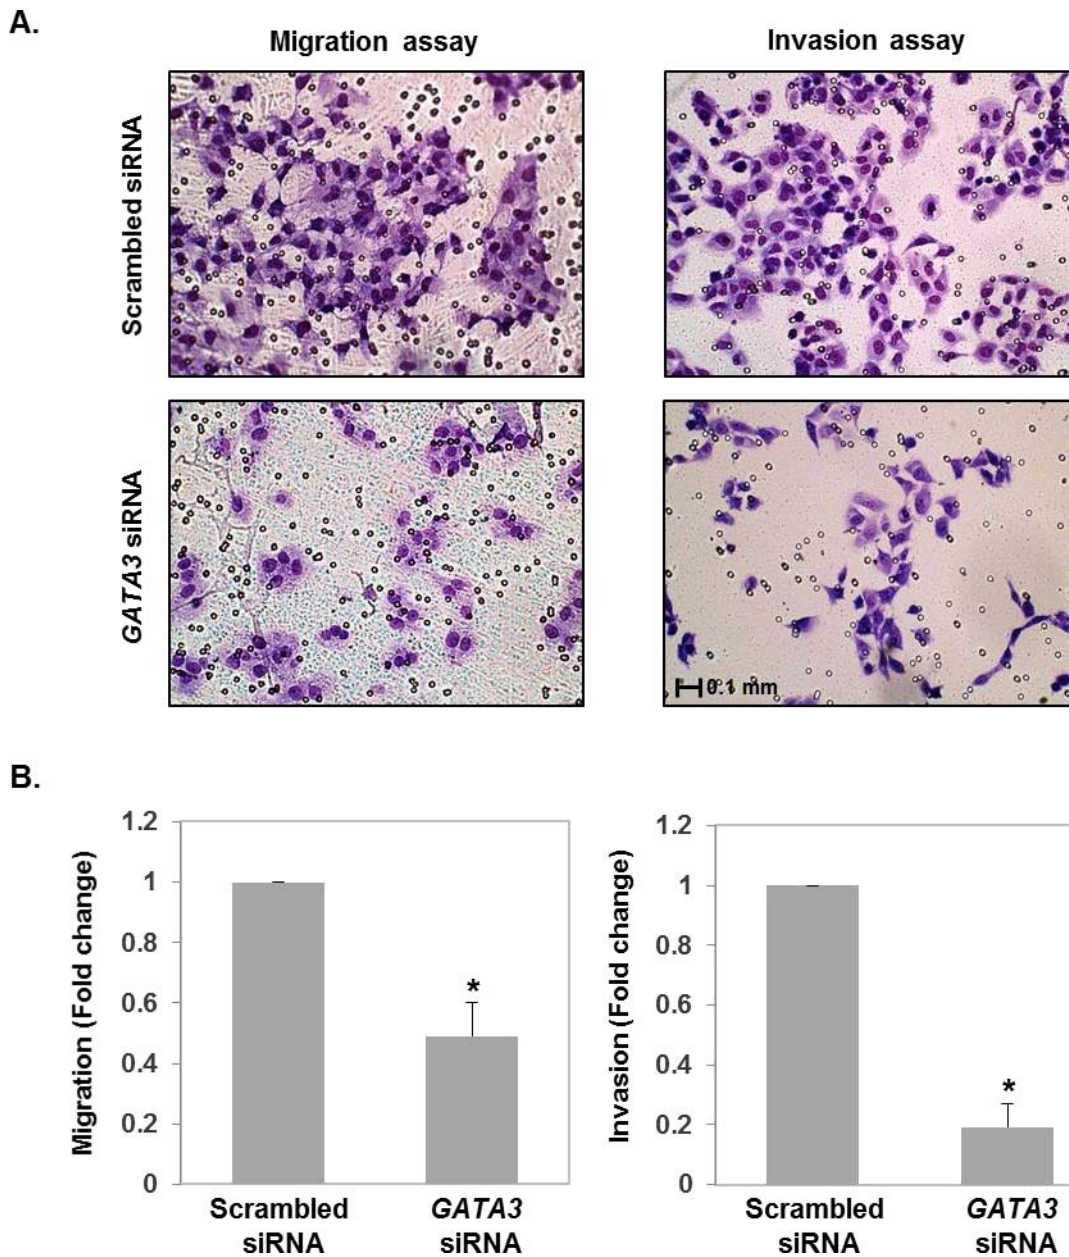 A.
Migration assay
Invasion assay
Scrambled siRNA
GATA3 siRNA
0.1 mm
B.
Migration (Fold change)
1.2
1
0.8
0.6
0.4
0.2
0
*
Scrambled
siRNA
GATA3
siRNA
Invasion (Fold change)
1.2
1
0.8
0.6
0.4
0.2
0
*
Scrambled
siRNA
GATA3
siRNA